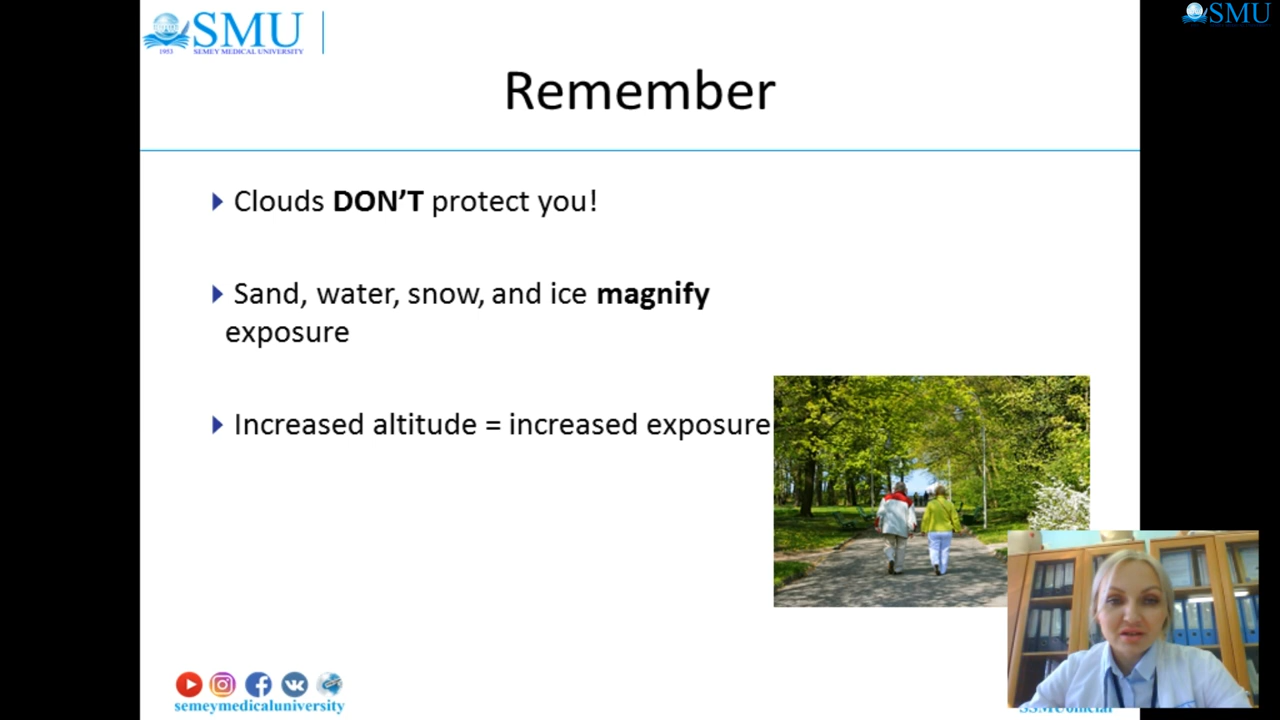 SMU
SEMEY MEDICAL UNIVERSITY
1953
SMU
Remember
Clouds DON'T protect you!
Sand, water, snow, and ice magnify
exposure
Increased altitude = increased exposure
semeymedicaluniversity